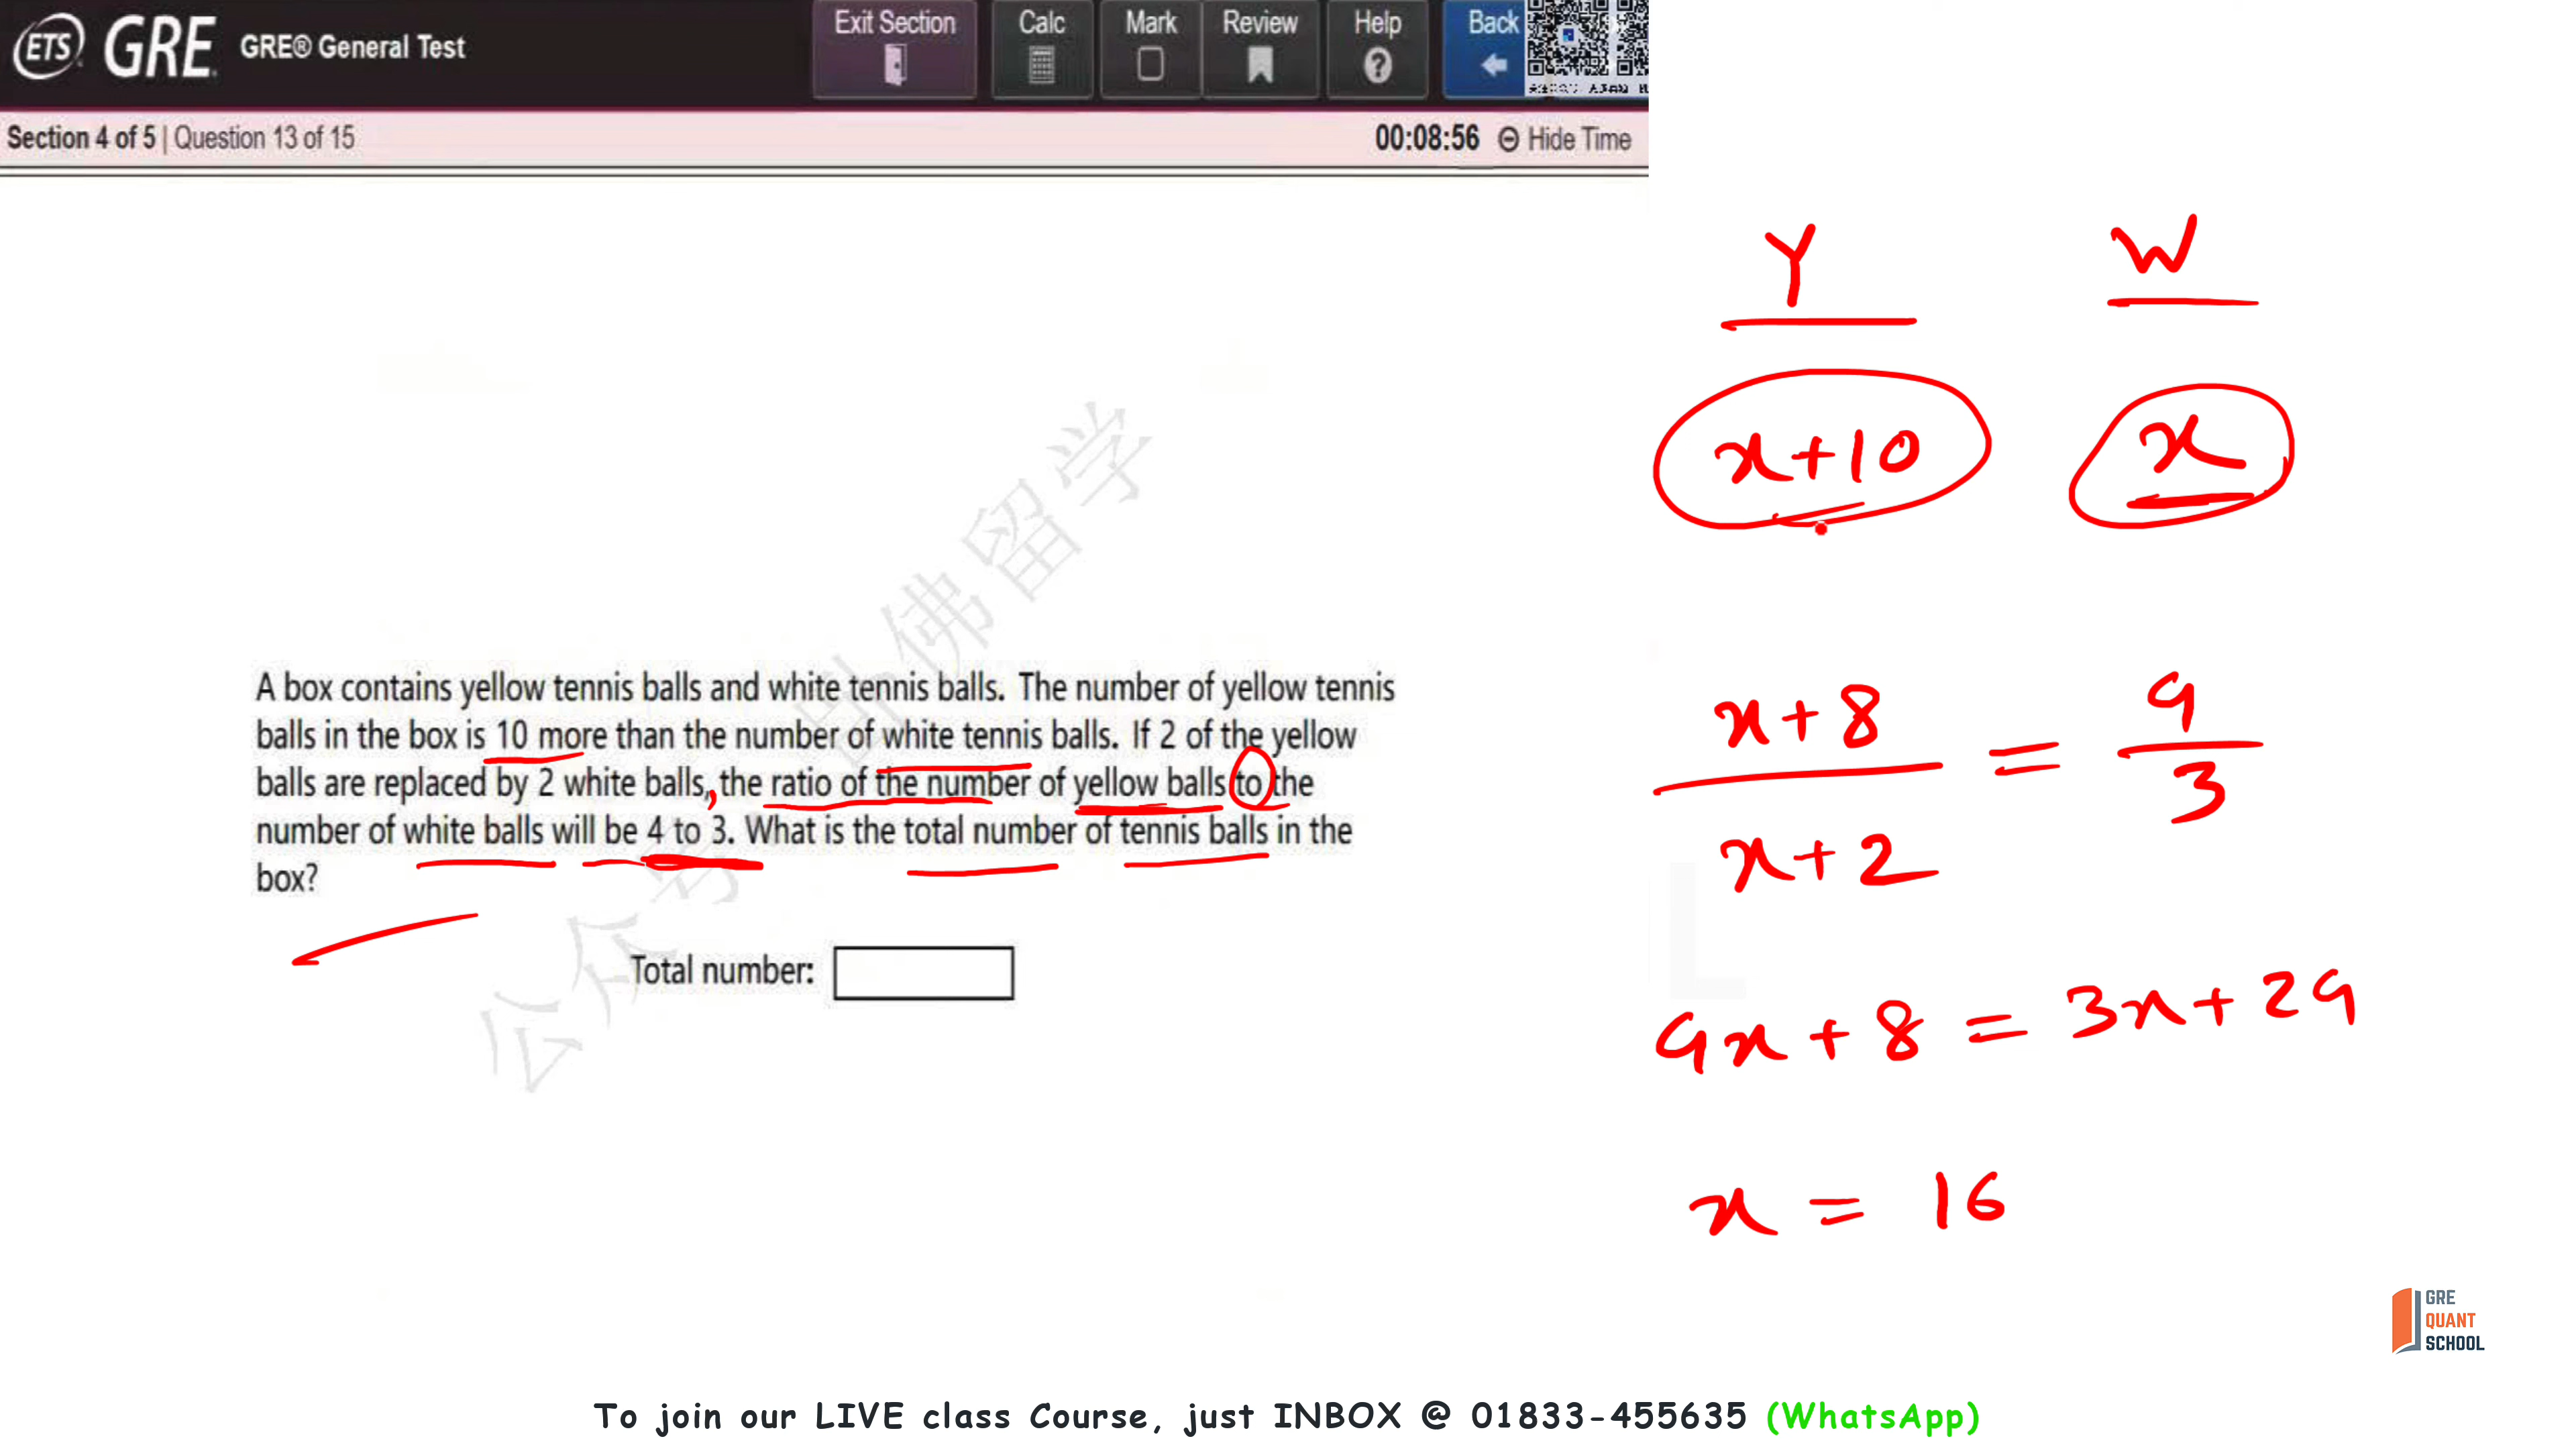 ETS GRE GRE® General Test
Exit Section Calc Mark Review Help Back
Section 4 of 5 | Question 13 of 15
00:08:56 Hide Time
A box contains yellow tennis balls and white tennis balls. The number of yellow tennis
balls in the box is 10 more than the number of white tennis balls. If 2 of the yellow
balls are replaced by 2 white balls, the ratio of the number of yellow balls to the
number of white balls will be 4 to 3. What is the total number of tennis balls in the
box?
Total number:
Y W
x+10 x
x+8 = 4
x+2 3
4x+8 = 3x+24
x = 16
GRE
QUANT
SCHOOL
To join our LIVE class Course, just INBOX @ 01833-455635 (WhatsApp)